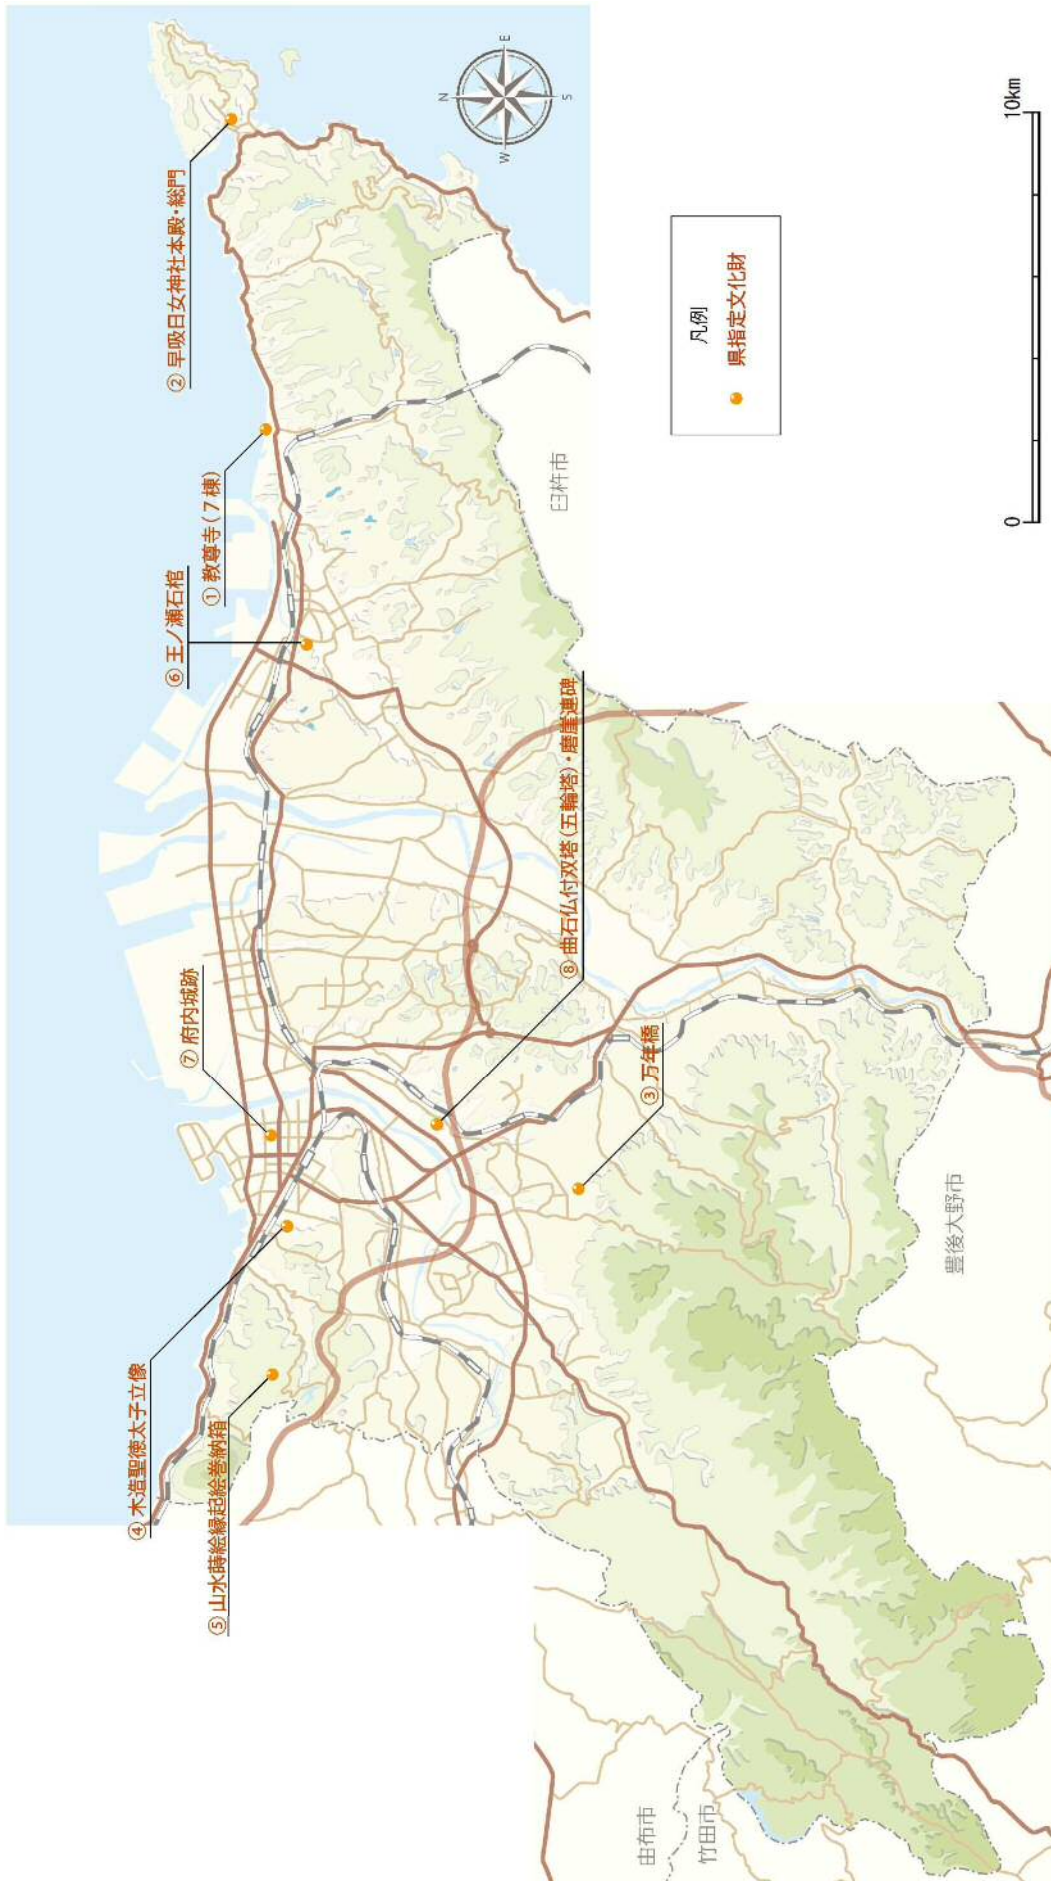 ② 早吸日女神社本殿・総門
① 教尊寺(7棟)
⑥ 王ノ瀬石棺
⑦ 府内城跡
④ 木造聖徳太子立像
⑤ 山水蒔絵縁起絵巻納箱
⑧ 曲石仏付双塔(五輪塔)・磨崖連碑
③ 万年橋
臼杵市
豊後大野市
由布市
竹田市
N
E
S
W
凡例
県指定文化財
0
10km